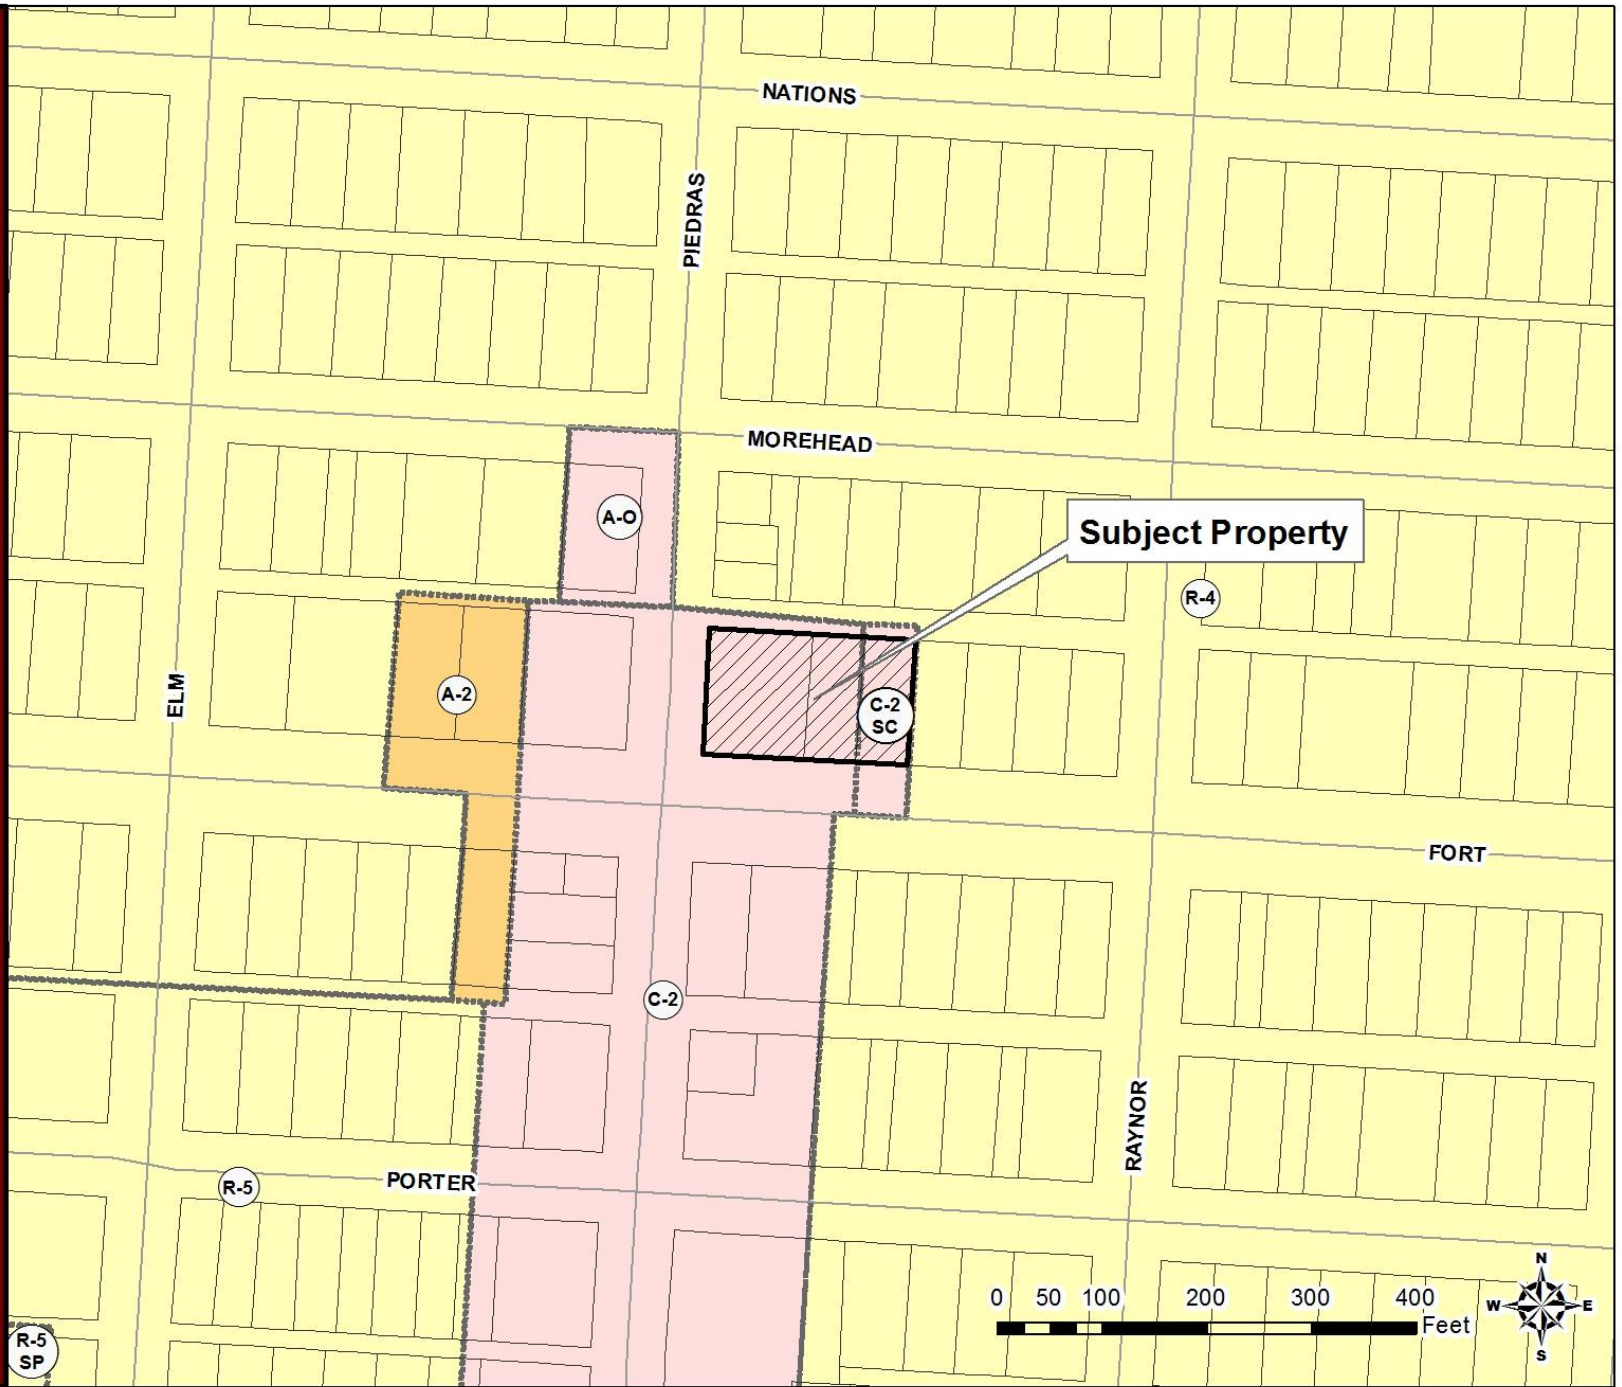 NATIONS
PIEDRAS
MOREHEAD
A-O
Subject Property
R-4
ELM
A-2
C-2
SC
FORT
C-2
RAYNOR
PORTER
R-5
0 50 100 200 300 400
Feet
N
W E
S
R-5
SP